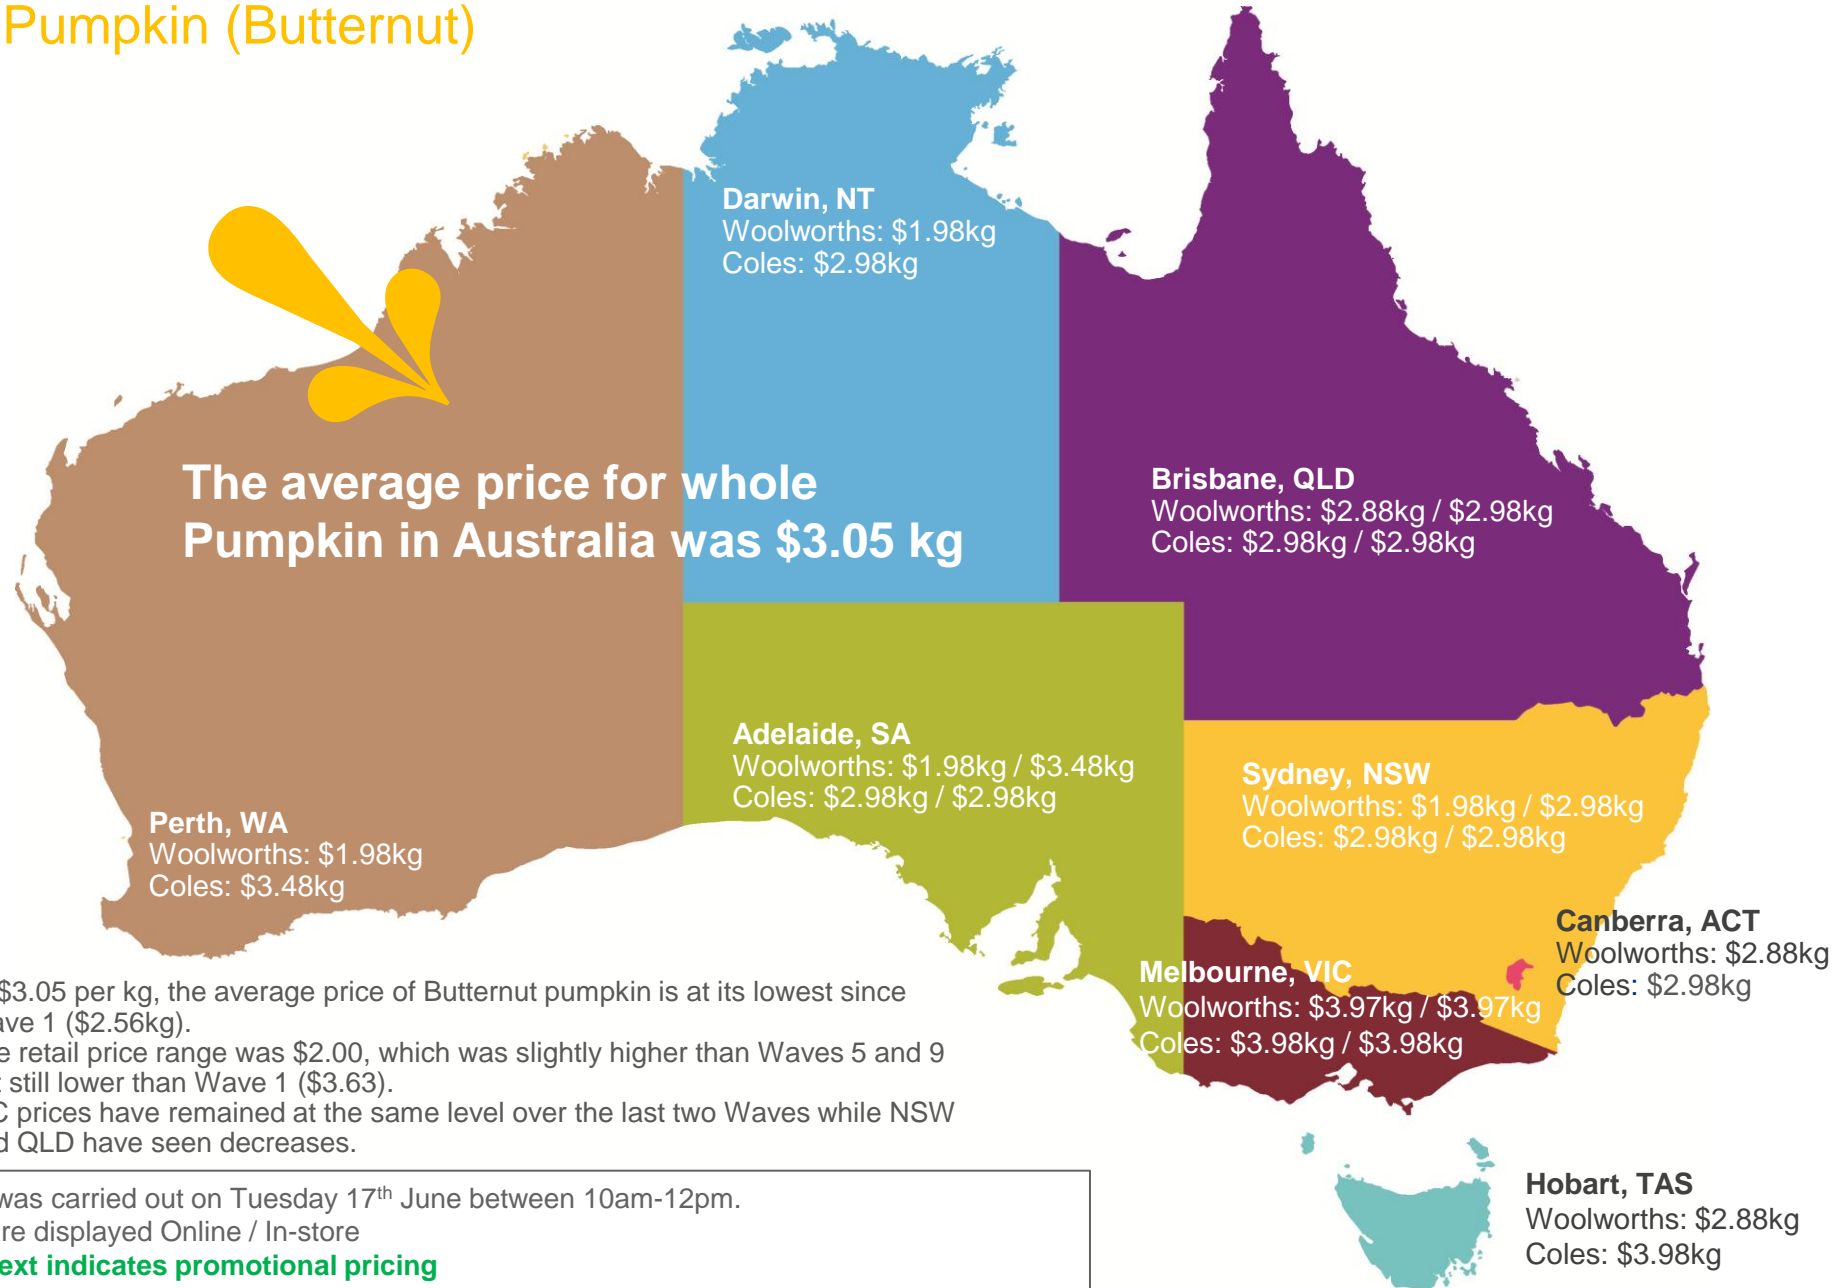 Pumpkin (Butternut)
Darwin, NT
Woolworths: $1.98kg
Coles: $2.98kg
The average price for whole
Pumpkin in Australia was $3.05 kg
Brisbane, QLD
Woolworths: $2.88kg / $2.98kg
Coles: $2.98kg / $2.98kg
Adelaide, SA
Woolworths: $1.98kg / $3.48kg
Coles: $2.98kg / $2.98kg
Sydney, NSW
Woolworths: $1.98kg / $2.98kg
Coles: $2.98kg / $2.98kg
Perth, WA
Woolworths: $1.98kg
Coles: $3.48kg
Canberra, ACT
Woolworths: $2.88kg
Coles: $2.98kg
Melbourne, VIC
Woolworths: $3.97kg / $3.97kg
Coles: $3.98kg / $3.98kg
$3.05 per kg, the average price of Butternut pumpkin is at its lowest since
1 ($2.56kg).
retail price range was $2.00, which was slightly higher than Waves 5 and 9
still lower than Wave 1 ($3.63).
prices have remained at the same level over the last two Waves while NSW
QLD have seen decreases.
was carried out on Tuesday 17th June between 10am-12pm.
displayed Online / In-store
indicates promotional pricing
Hobart, TAS
Woolworths: $2.88kg
Coles: $3.98kg